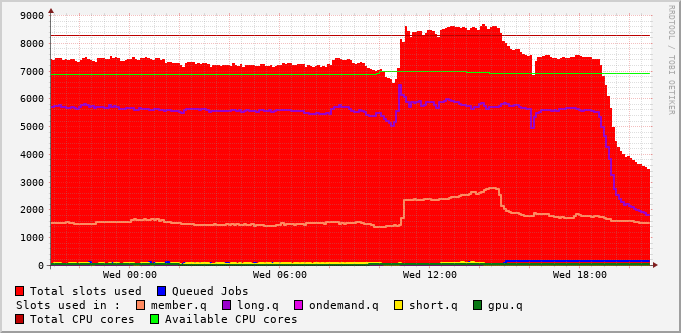 9000
8000
7000
6000
5000
4000
3000
2000
1000
0
Wed 00:00 Wed 06:00 Wed 12:00 Wed 18:00
RRDTOOL / TOBI OETIKER
Total slots used Queued Jobs
Slots used in : member.q long.q ondemand.q short.q gpu.q
Total CPU cores Available CPU cores